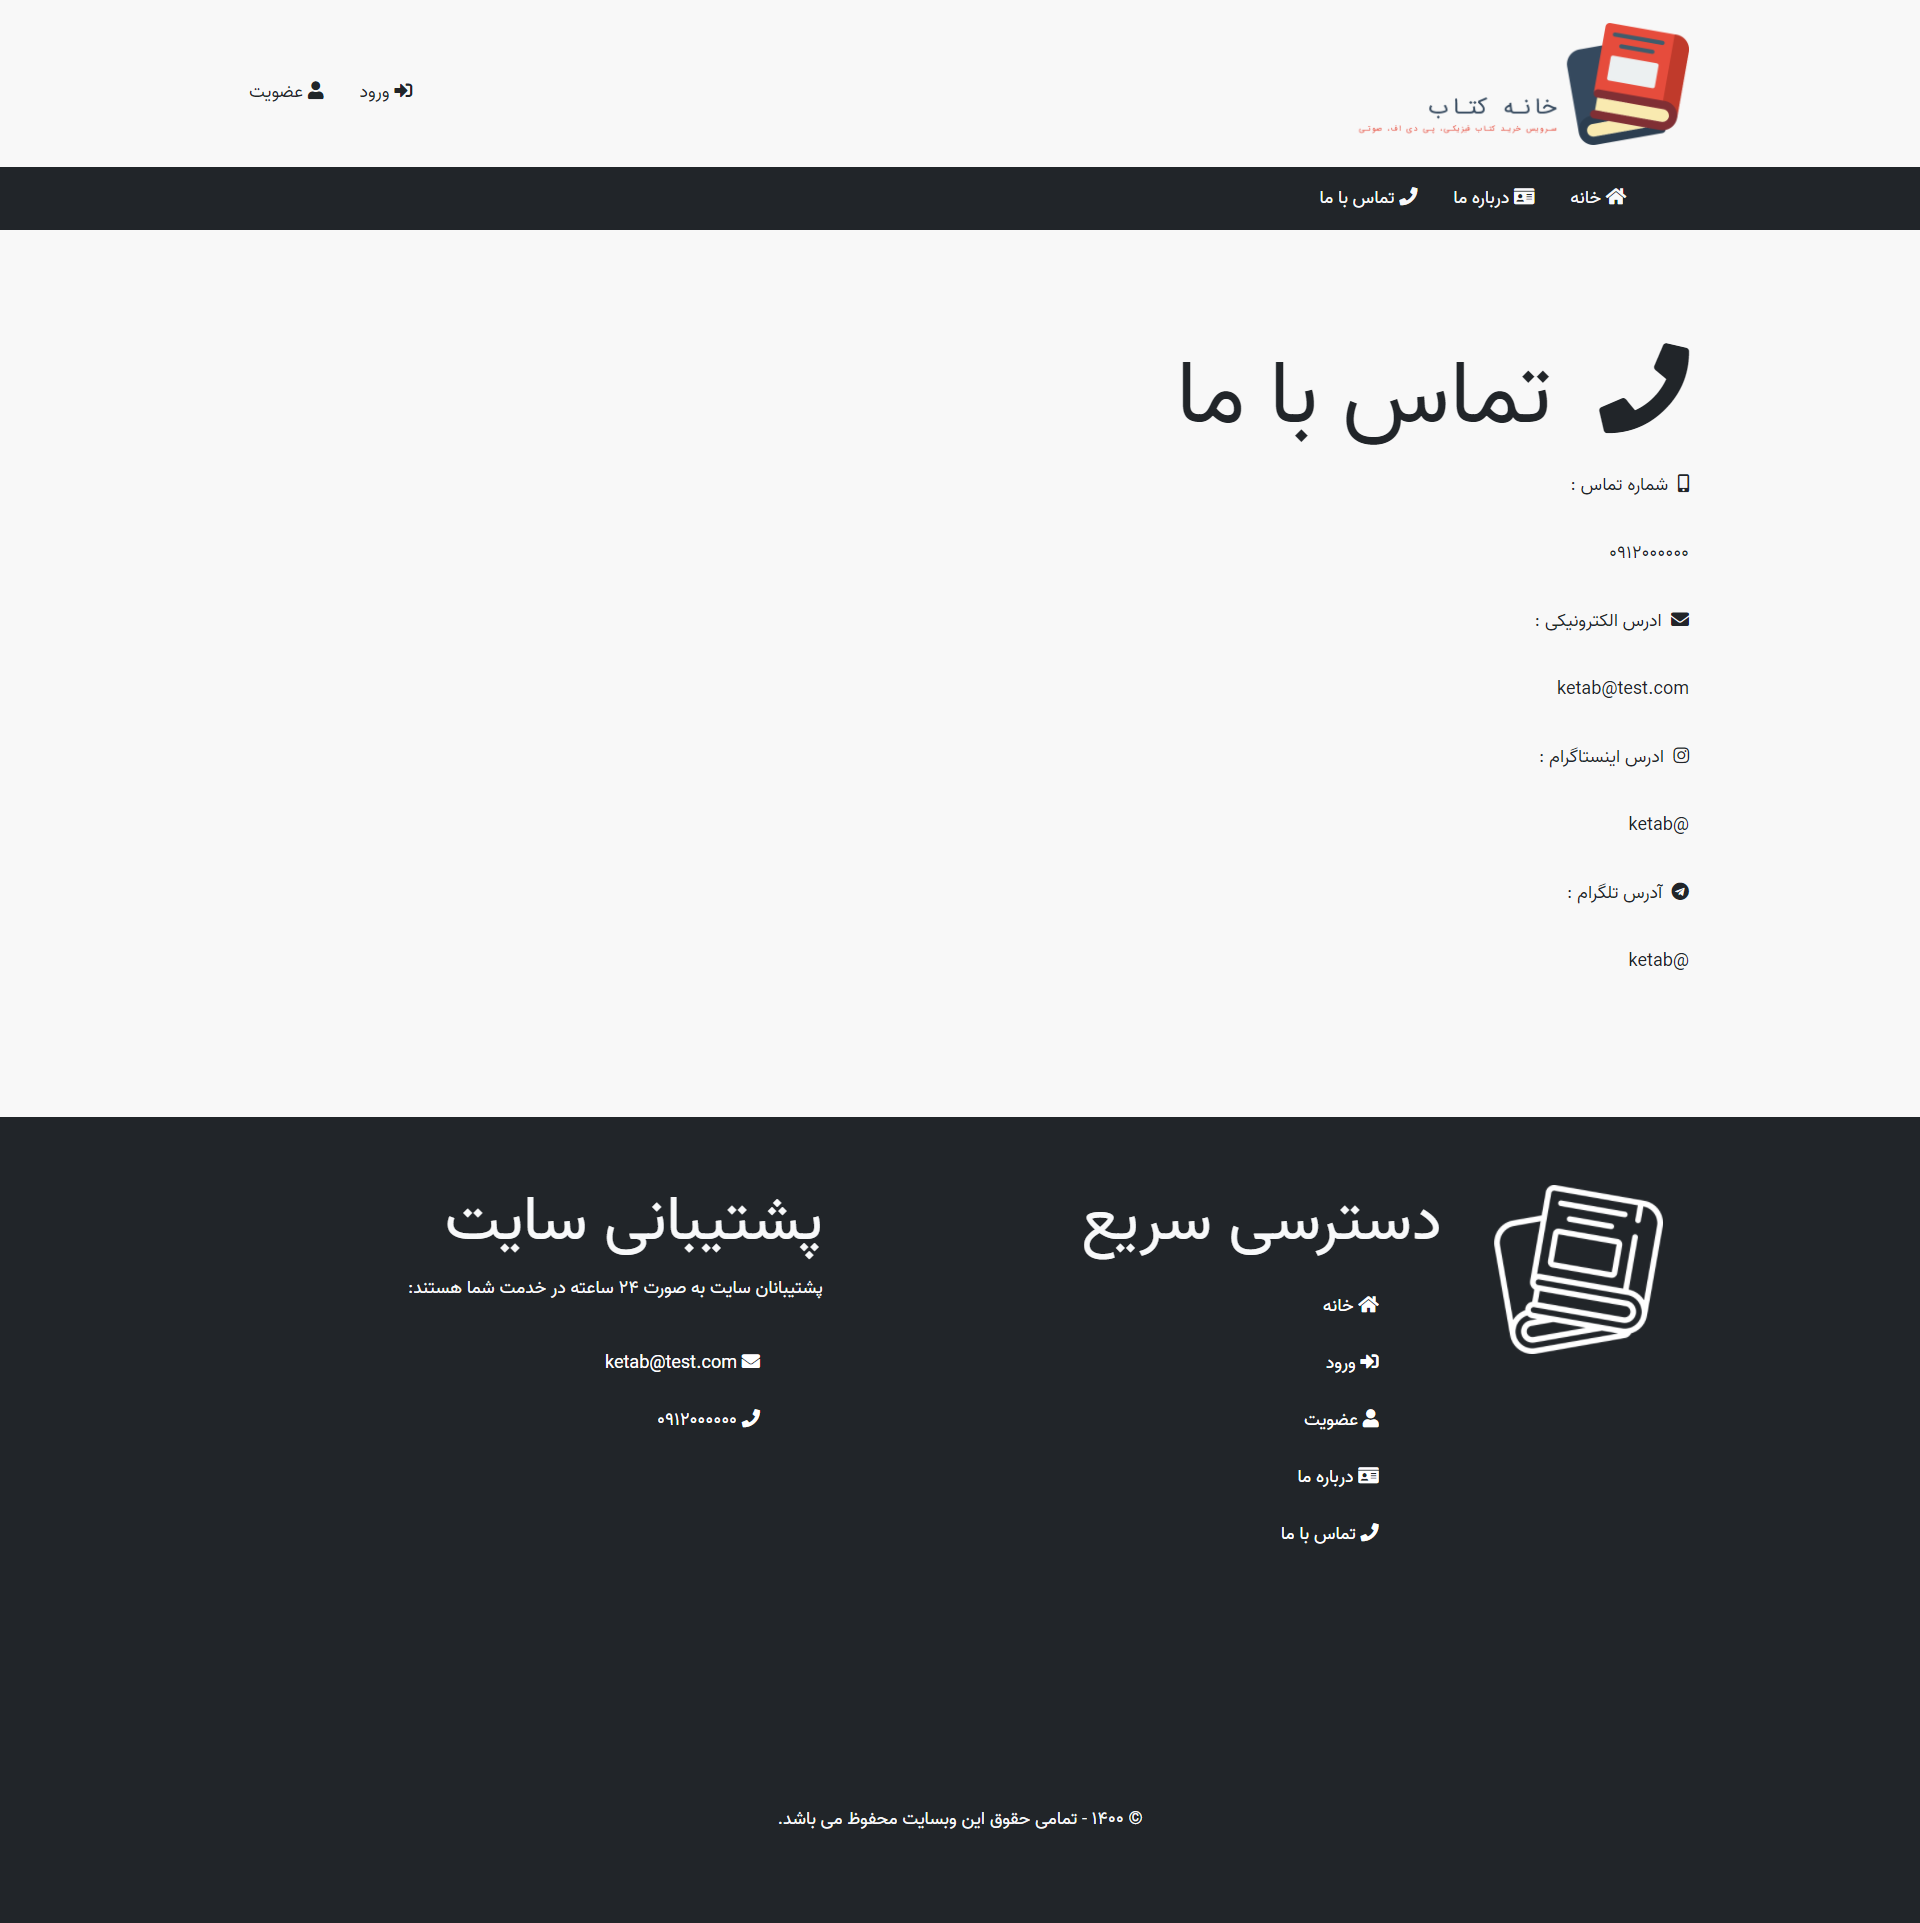 خانه کتاب
سرویس خرید کتاب فیزیکی، پی دی اف، صوتی
ورود
عضویت
خانه
درباره ما
تماس با ما
تماس با ما
شماره تماس :
۰۹۱۲۰۰۰۰۰۰
ادرس الکترونیکی :
ketab@test.com
ادرس اینستاگرام :
ketab@
آدرس تلگرام :
ketab@
دسترسی سریع
خانه
ورود
عضویت
درباره ما
تماس با ما
پشتیبانی سایت
پشتیبانان سایت به صورت ۲۴ ساعته در خدمت شما هستند:
ketab@test.com
۰۹۱۲۰۰۰۰۰۰
© ۱۴۰۰ - تمامی حقوق این وبسایت محفوظ می باشد.